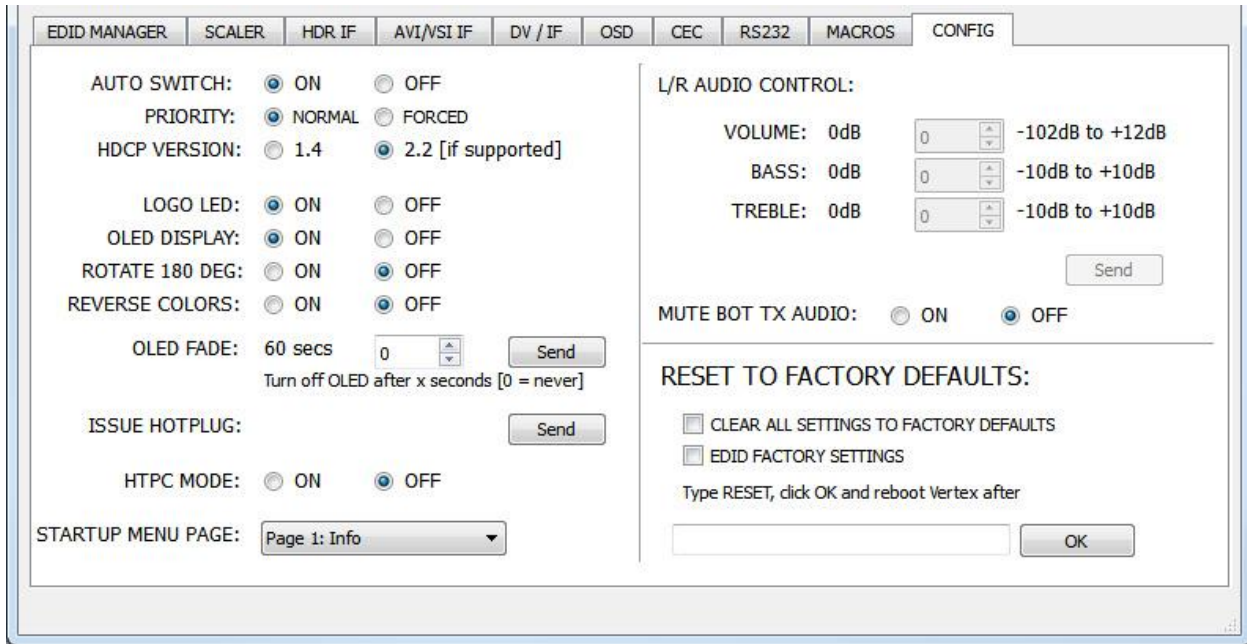 EDID MANAGER SCALER HDR IF AVI/VSI IF DV / IF OSD CEC RS232 MACROS CONFIG
AUTO SWITCH: ON OFF
PRIORITY: NORMAL FORCED
HDCP VERSION: 1.4 2.2 [if supported]
LOGO LED: ON OFF
OLED DISPLAY: ON OFF
ROTATE 180 DEG: ON OFF
REVERSE COLORS: ON OFF
OLED FADE: 60 secs 0 Send
Turn off OLED after x seconds [0 = never]
ISSUE HOTPLUG: Send
HTPC MODE: ON OFF
STARTUP MENU PAGE: Page 1: Info
L/R AUDIO CONTROL:
VOLUME: 0dB 0 -102dB to +12dB
BASS: 0dB 0 -10dB to +10dB
TREBLE: 0dB 0 -10dB to +10dB
Send
MUTE BOT TX AUDIO: ON OFF
RESET TO FACTORY DEFAULTS:
CLEAR ALL SETTINGS TO FACTORY DEFAULTS
EDID FACTORY SETTINGS
Type RESET, click OK and reboot Vertex after
OK